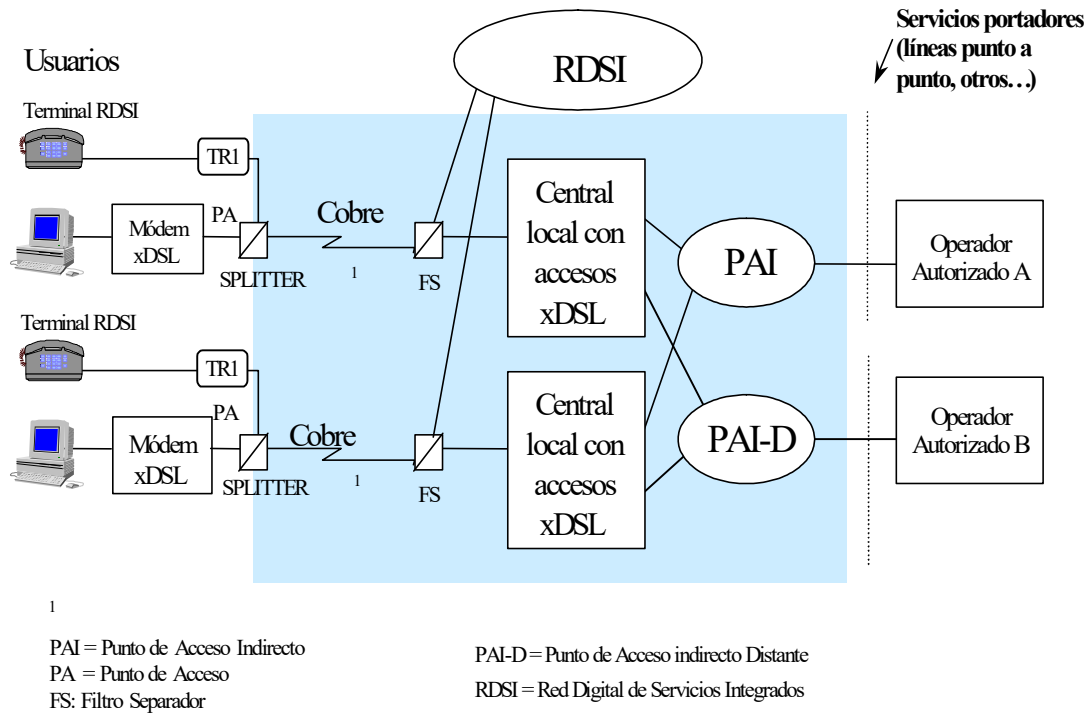 Servicios portadores
(líneas punto a
punto, otros…)
Usuarios
RDSI
Terminal RDSI
TR1
Módem
xDSL
PA
SPLITTER
Cobre
1
FS
Central
local con
accesos
xDSL
PAI
Operador
Autorizado A
Terminal RDSI
TR1
Módem
xDSL
PA
SPLITTER
Cobre
1
FS
Central
local con
accesos
xDSL
PAI-D
Operador
Autorizado B
1
PAI = Punto de Acceso Indirecto
PA = Punto de Acceso
FS: Filtro Separador
PAI-D = Punto de Acceso indirecto Distante
RDSI = Red Digital de Servicios Integrados